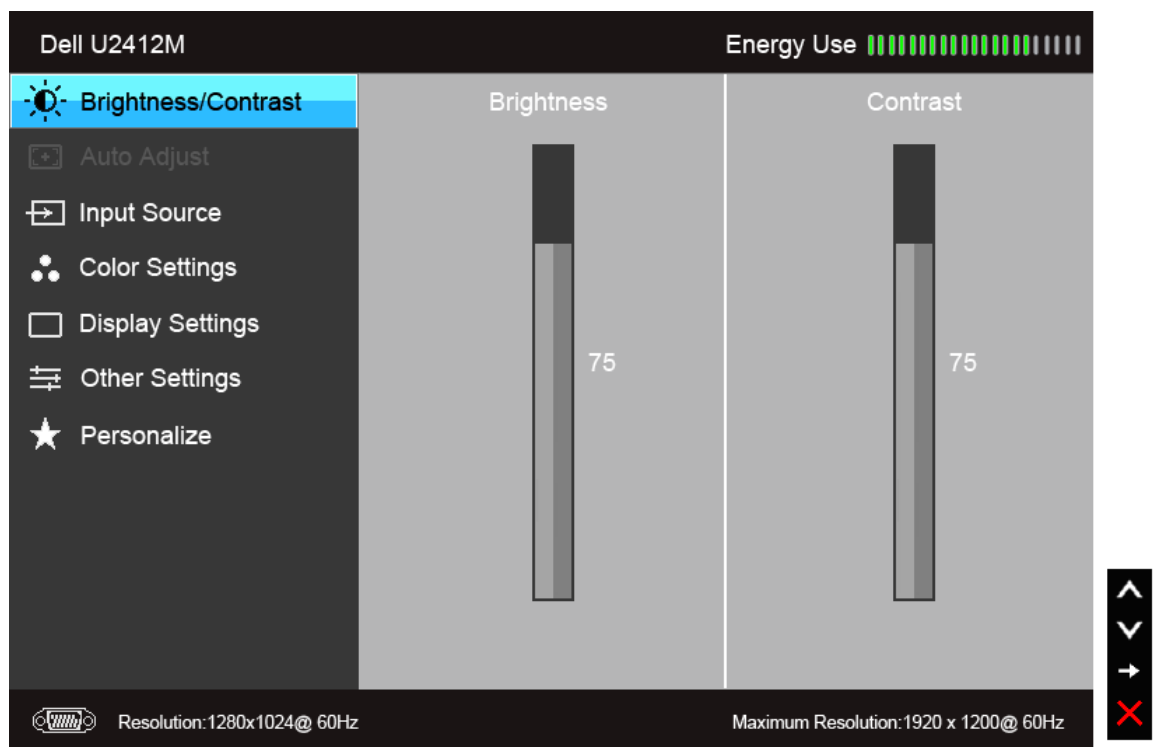 Dell U2412M
Energy Use
Brightness/Contrast
Brightness
Contrast
Auto Adjust
Input Source
Color Settings
Display Settings
75
75
Other Settings
Personalize
Resolution:1280x1024@ 60Hz
Maximum Resolution:1920 x 1200@ 60Hz